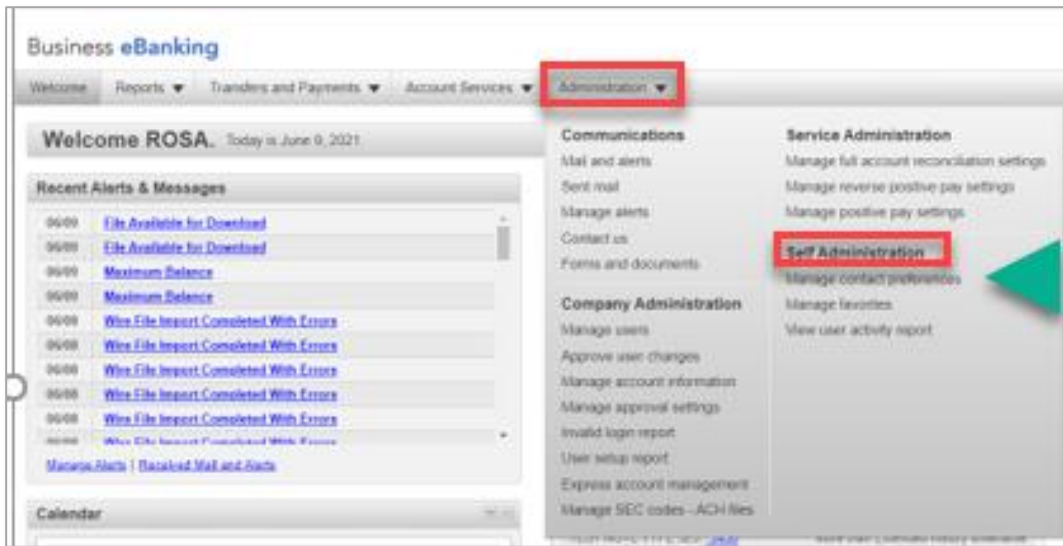 Business eBanking
Welcome Reports Transfers and Payments Account Services Administration
Welcome ROSA. Today is June 9, 2021
Recent Alerts & Messages
06/09 File Available for Download
06/09 File Available for Download
06/09 Maximum Balance
06/09 Maximum Balance
06/08 Wire File Import Completed With Errors
06/08 Wire File Import Completed With Errors
06/08 Wire File Import Completed With Errors
06/08 Wire File Import Completed With Errors
06/08 Wire File Import Completed With Errors
Wire File Import Completed With Errors
Manage Alerts | Received Mail and Alerts
Calendar
Communications
Mail and alerts
Sent mail
Manage alerts
Contact us
Forms and documents
Company Administration
Manage users
Approve user changes
Manage account information
Manage approval settings
Invalid login report
User setup report
Express account management
Manage SEC codes - ACH files
Service Administration
Manage full account reconciliation settings
Manage reverse positive pay settings
Manage positive pay settings
Self Administration
Manage contact preferences
Manage favorites
View user activity report